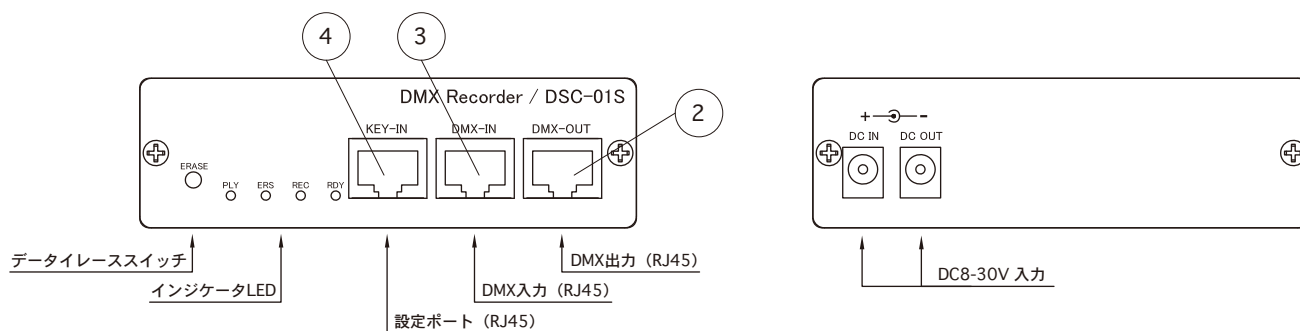 4
3
2
DMX Recorder / DSC-01S
KEY-IN
DMX-IN
DMX-OUT
ERASE
PLY
ERS
REC
RDY
データイレーススイッチ
インジケータLED
設定ポート（RJ45）
DMX入力（RJ45）
DMX出力（RJ45）
+ -
DC IN
DC OUT
DC8-30V 入力